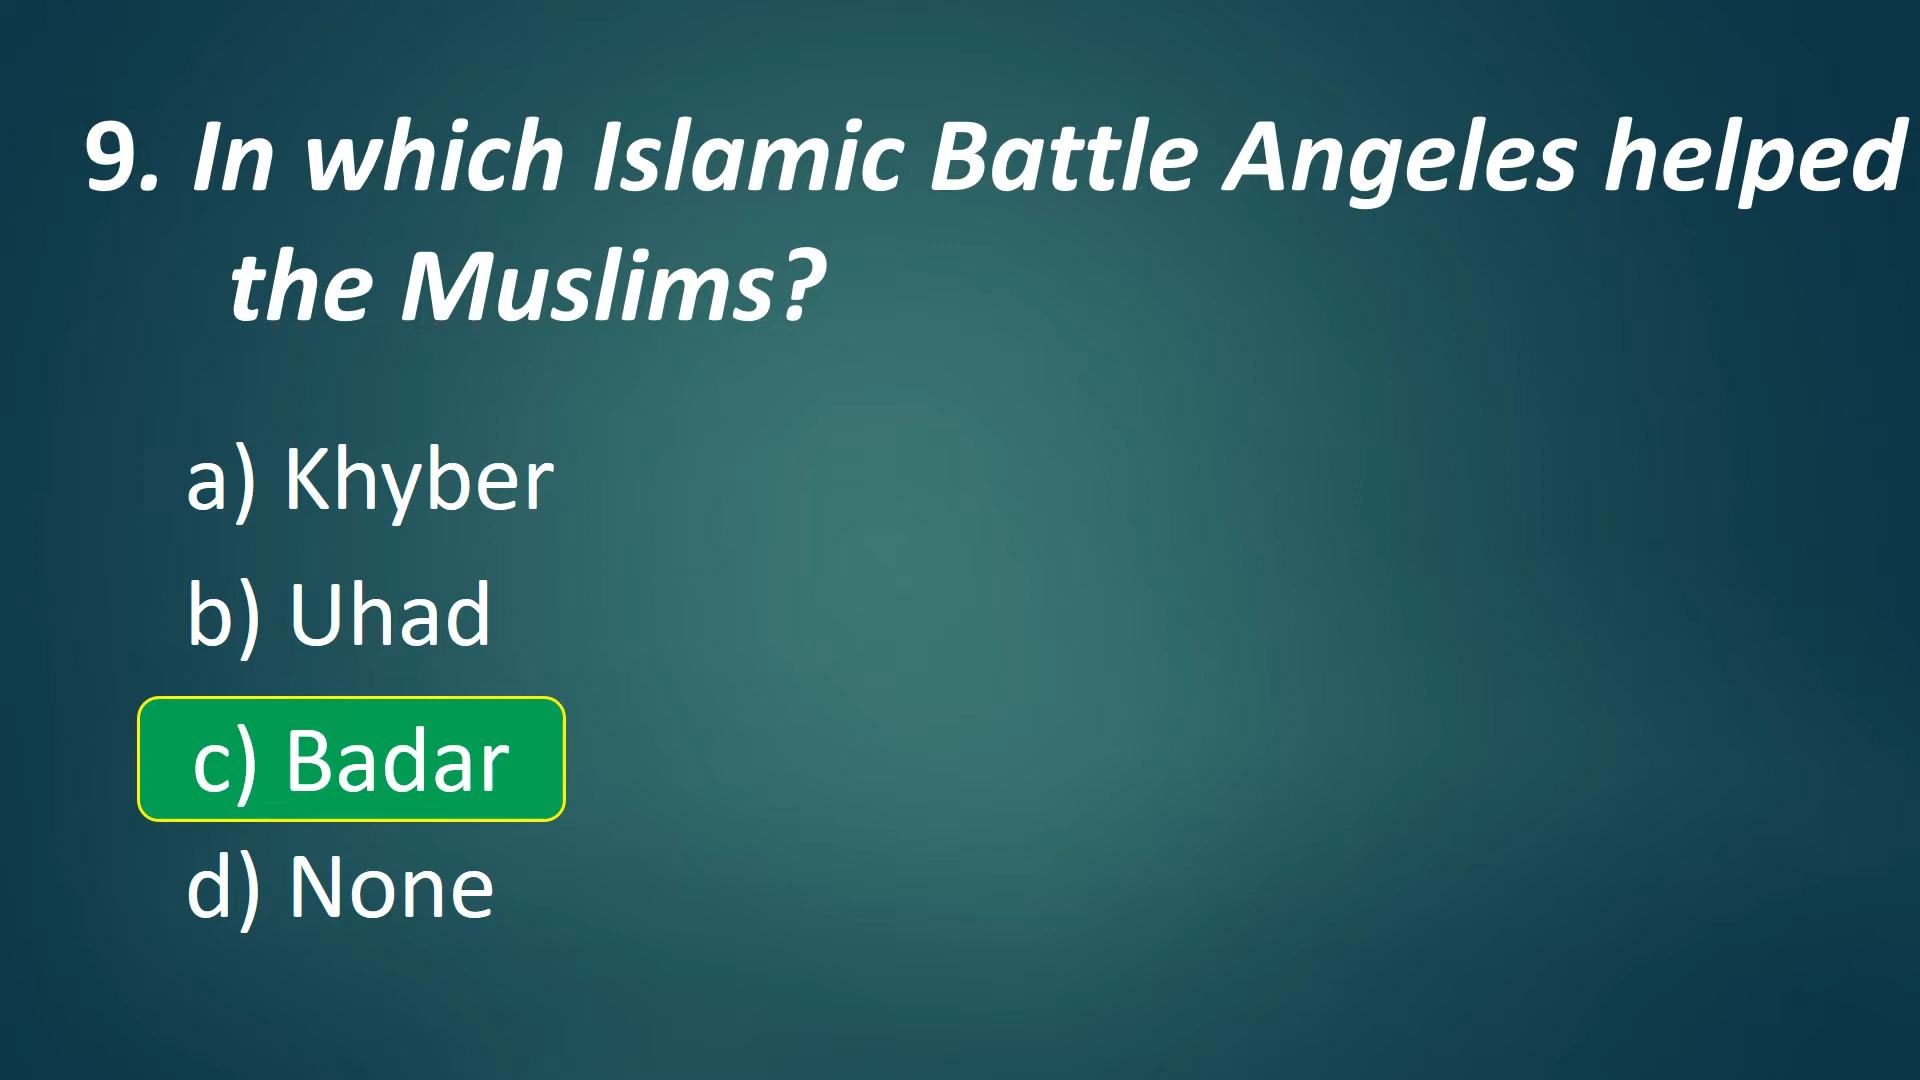 9. In which Islamic Battle Angeles helped
the Muslims?
a) Khyber
b) Uhad
c) Badar
d) None